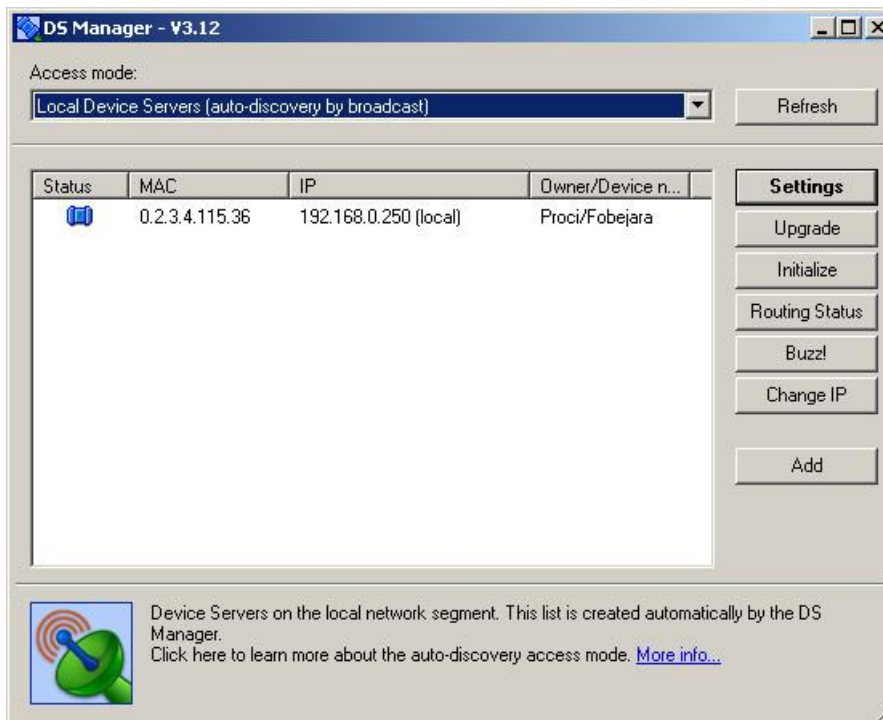 DS Manager - V3.12
Access mode:
Local Device Servers (auto-discovery by broadcast)
Refresh
Status MAC IP Owner/Device n...
0.2.3.4.115.36 192.168.0.250 (local) Proci/Fobejara
Settings
Upgrade
Initialize
Routing Status
Buzz!
Change IP
Add
Device Servers on the local network segment. This list is created automatically by the DS
Manager.
Click here to learn more about the auto-discovery access mode. More info...